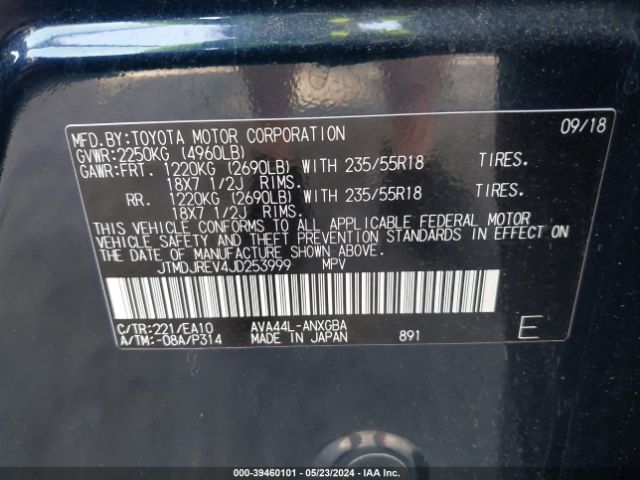 MFD.BY:TOYOTA MOTOR CORPORATION 09/18
GVWR:2250KG (4960LB)
GAWR:FRT. 1220KG (2690LB) WITH 235/55R18 TIRES.
18X7 1/2J RIMS.
RR. 1220KG (2690LB) WITH 235/55R18 TIRES.
18X7 1/2J RIMS.
THIS VEHICLE CONFORMS TO ALL APPLICABLE FEDERAL MOTOR
VEHICLE SAFETY AND THEFT PREVENTION STANDARDS IN EFFECT ON
THE DATE OF MANUFACTURE SHOWN ABOVE.
JTMDJREV4JD253999 MPV
C/TR:221/EA10 AVA44L-ANXGBA
A/TM:-08A/P314 MADE IN JAPAN 891 E
000-39460101 - 05/23/2024 - IAA Inc.